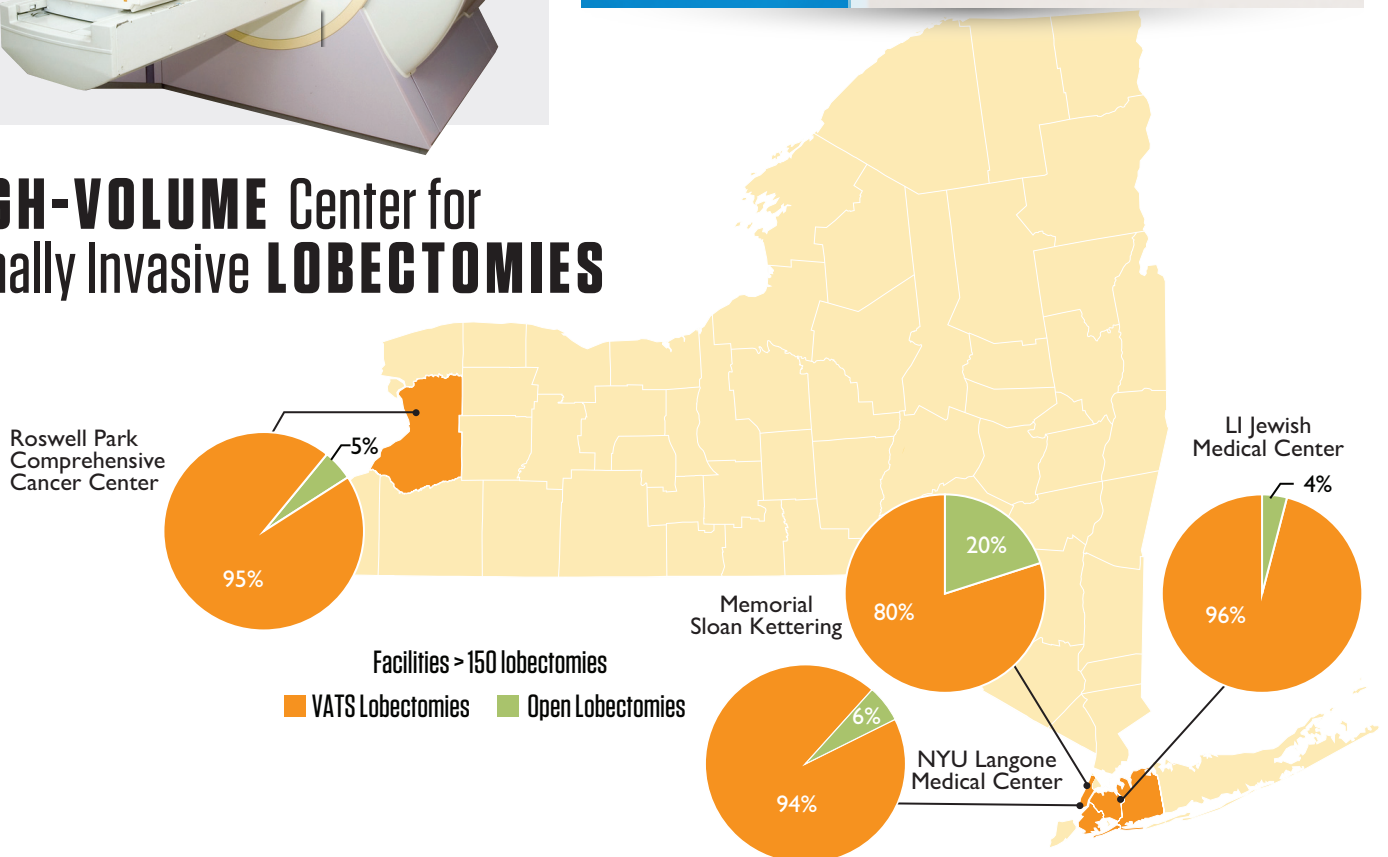 GH-VOLUME Center for
nally Invasive LOBECTOMIES
Roswell Park
Comprehensive
Cancer Center
5%
95%
LI Jewish
Medical Center
4%
96%
20%
80%
Memorial
Sloan Kettering
Facilities > 150 lobectomies
VATS Lobectomies
Open Lobectomies
6%
94%
NYU Langone
Medical Center